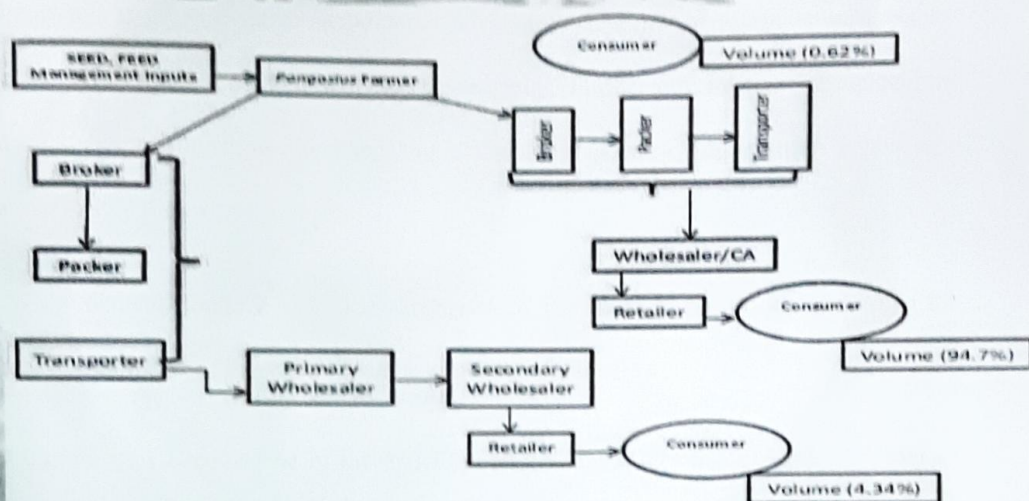 SEED, FEED
Management Inputs
Pangasius Farmer
Consumer
Volume (0.62%)
Broker
Packer
Transporter
Broker
Packer
Wholesaler/CA
Retailer
Consumer
Volume (94.7%)
Transporter
Primary
Wholesaler
Secondary
Wholesaler
Retailer
Consumer
Volume (4.34%)